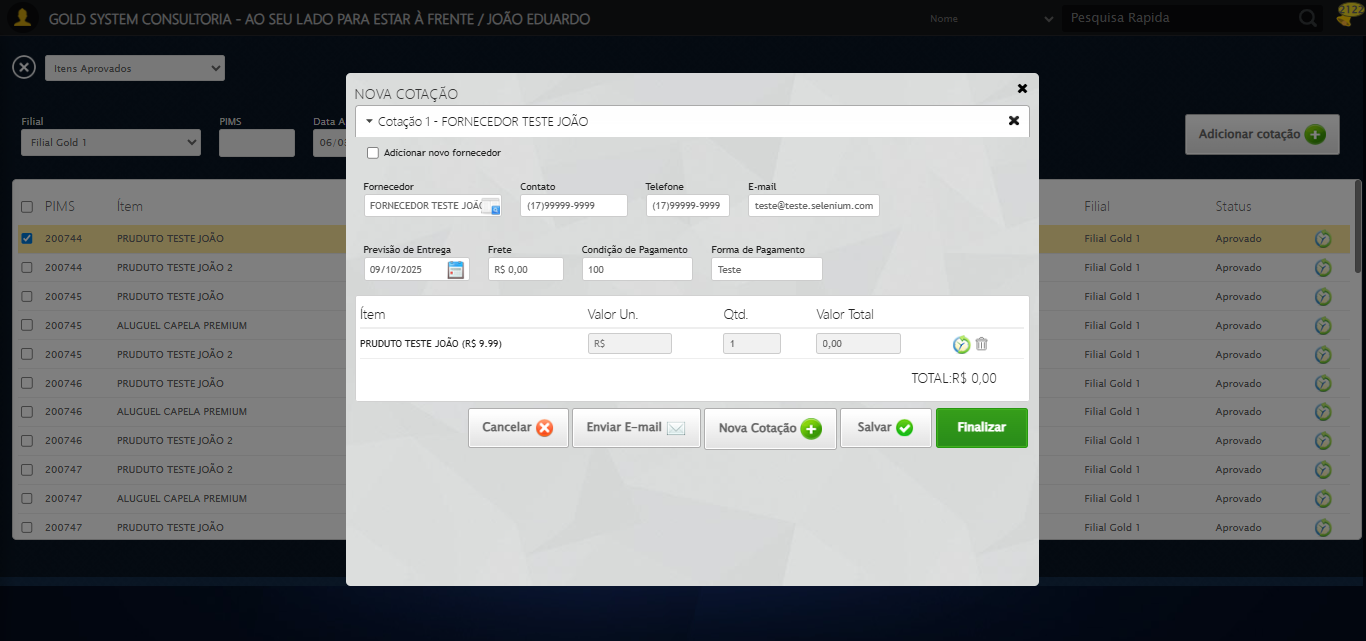 GOLD SYSTEM CONSULTORIA - AO SEU LADO PARA ESTAR À FRENTE / JOÃO EDUARDO
Nome
Pesquisa Rapida
2122
Itens Aprovados
Filial
PIMS
Data A
Filial Gold 1
06/0
Adicionar cotação
PIMS Ítem Filial Status
200744 PRUDUTO TESTE JOÃO Filial Gold 1 Aprovado
200744 PRUDUTO TESTE JOÃO 2 Filial Gold 1 Aprovado
200745 PRUDUTO TESTE JOÃO Filial Gold 1 Aprovado
200745 ALUGUEL CAPELA PREMIUM Filial Gold 1 Aprovado
200745 PRUDUTO TESTE JOÃO 2 Filial Gold 1 Aprovado
200746 PRUDUTO TESTE JOÃO Filial Gold 1 Aprovado
200746 ALUGUEL CAPELA PREMIUM Filial Gold 1 Aprovado
200746 PRUDUTO TESTE JOÃO 2 Filial Gold 1 Aprovado
200747 PRUDUTO TESTE JOÃO 2 Filial Gold 1 Aprovado
200747 ALUGUEL CAPELA PREMIUM Filial Gold 1 Aprovado
200747 PRUDUTO TESTE JOÃO Filial Gold 1 Aprovado
NOVA COTAÇÃO
Cotação 1 - FORNECEDOR TESTE JOÃO
Adicionar novo fornecedor
Fornecedor Contato Telefone E-mail
FORNECEDOR TESTE JOÃO (17)99999-9999 (17)99999-9999 teste@teste.selenium.com
Previsão de Entrega Frete Condição de Pagamento Forma de Pagamento
09/10/2025 R$ 0,00 100 Teste
Ítem Valor Un. Qtd. Valor Total
PRUDUTO TESTE JOÃO (R$ 9.99) R$ 1 0,00
TOTAL:R$ 0,00
Cancelar Enviar E-mail Nova Cotação Salvar Finalizar